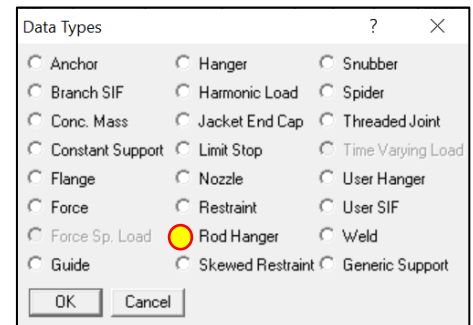 Data Types ? ×
Anchor Hanger Snubber
Branch SIF Harmonic Load Spider
Conc. Mass Jacket End Cap Threaded Joint
Constant Support Limit Stop Time Varying Load
Flange Nozzle User Hanger
Force Restraint User SIF
Force Sp. Load Rod Hanger Weld
Guide Skewed Restraint Generic Support
OK Cancel